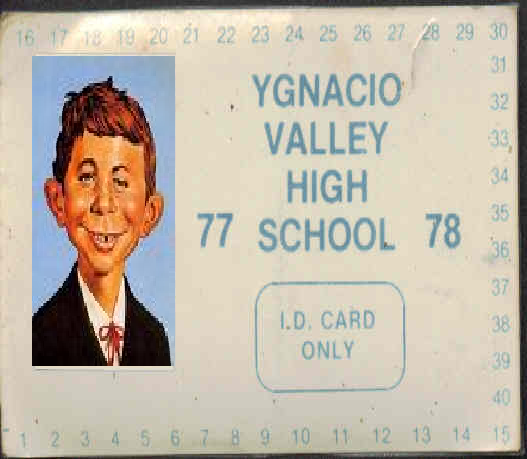 16 17 18 19 20 21 22 23 24 25 26 27 28 29 30
31
32
33
34
35
36
37
38
39
40
YGNACIO
VALLEY
HIGH
77 SCHOOL 78
I.D. CARD
ONLY
1 2 3 4 5 6 7 8 9 10 11 12 13 14 15